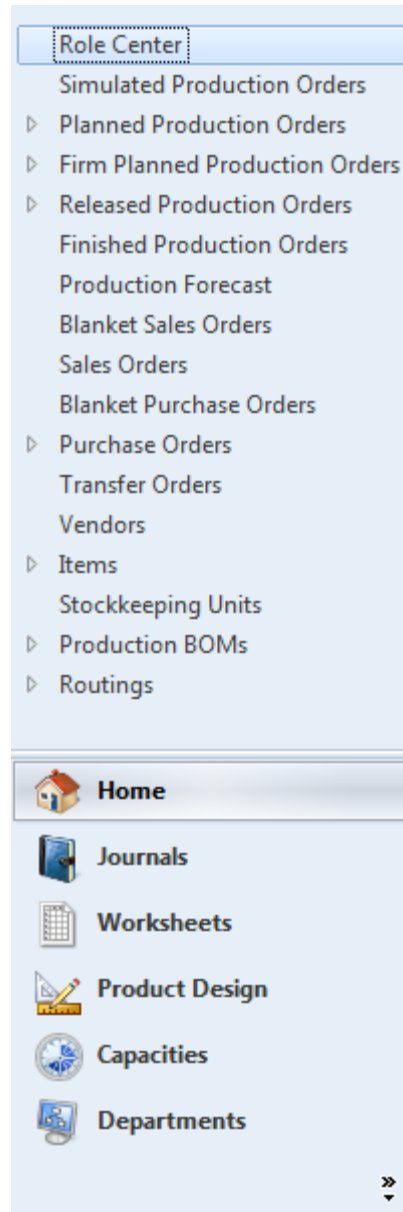 Role Center
Simulated Production Orders
Planned Production Orders
Firm Planned Production Orders
Released Production Orders
Finished Production Orders
Production Forecast
Blanket Sales Orders
Sales Orders
Blanket Purchase Orders
Purchase Orders
Transfer Orders
Vendors
Items
Stockkeeping Units
Production BOMs
Routings
Home
Journals
Worksheets
Product Design
Capacities
Departments